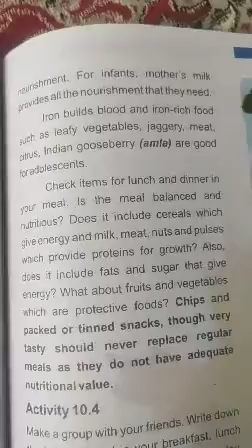 nourishment. For infants, mother's milk
provides all the nourishment that they need.
Iron builds blood and iron-rich food
such as leafy vegetables, jaggery, meat,
citrus, Indian gooseberry (amla) are good
for adolescents.
Check items for lunch and dinner in
your meal. Is the meal balanced and
nutritious? Does it include cereals which
give energy and milk, meat, nuts and pulses
which provide proteins for growth? Also,
does it include fats and sugar that give
energy? What about fruits and vegetables
which are protective foods? Chips and
packed or tinned snacks, though very
tasty should never replace regular
meals as they do not have adequate
nutritional value.
Activity 10.4
Make a group with your friends. Write down
your breakfast, lunch